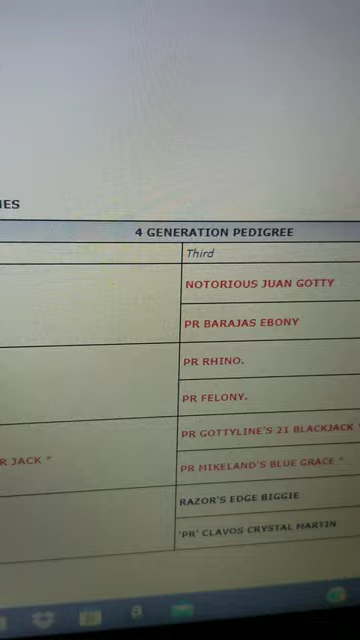 IES
4 GENERATION PEDIGREE
Third
NOTORIOUS JUAN GOTTY
PR BARAJAS EBONY
PR RHINO.
PR FELONY.
PR GOTTYLINE'S 21 BLACKJACK "
R JACK "
PR MIKELAND'S BLUE GRACE "
RAZOR'S EDGE BIGGIE
'PR' CLAVOS CRYSTAL MARTIN
a